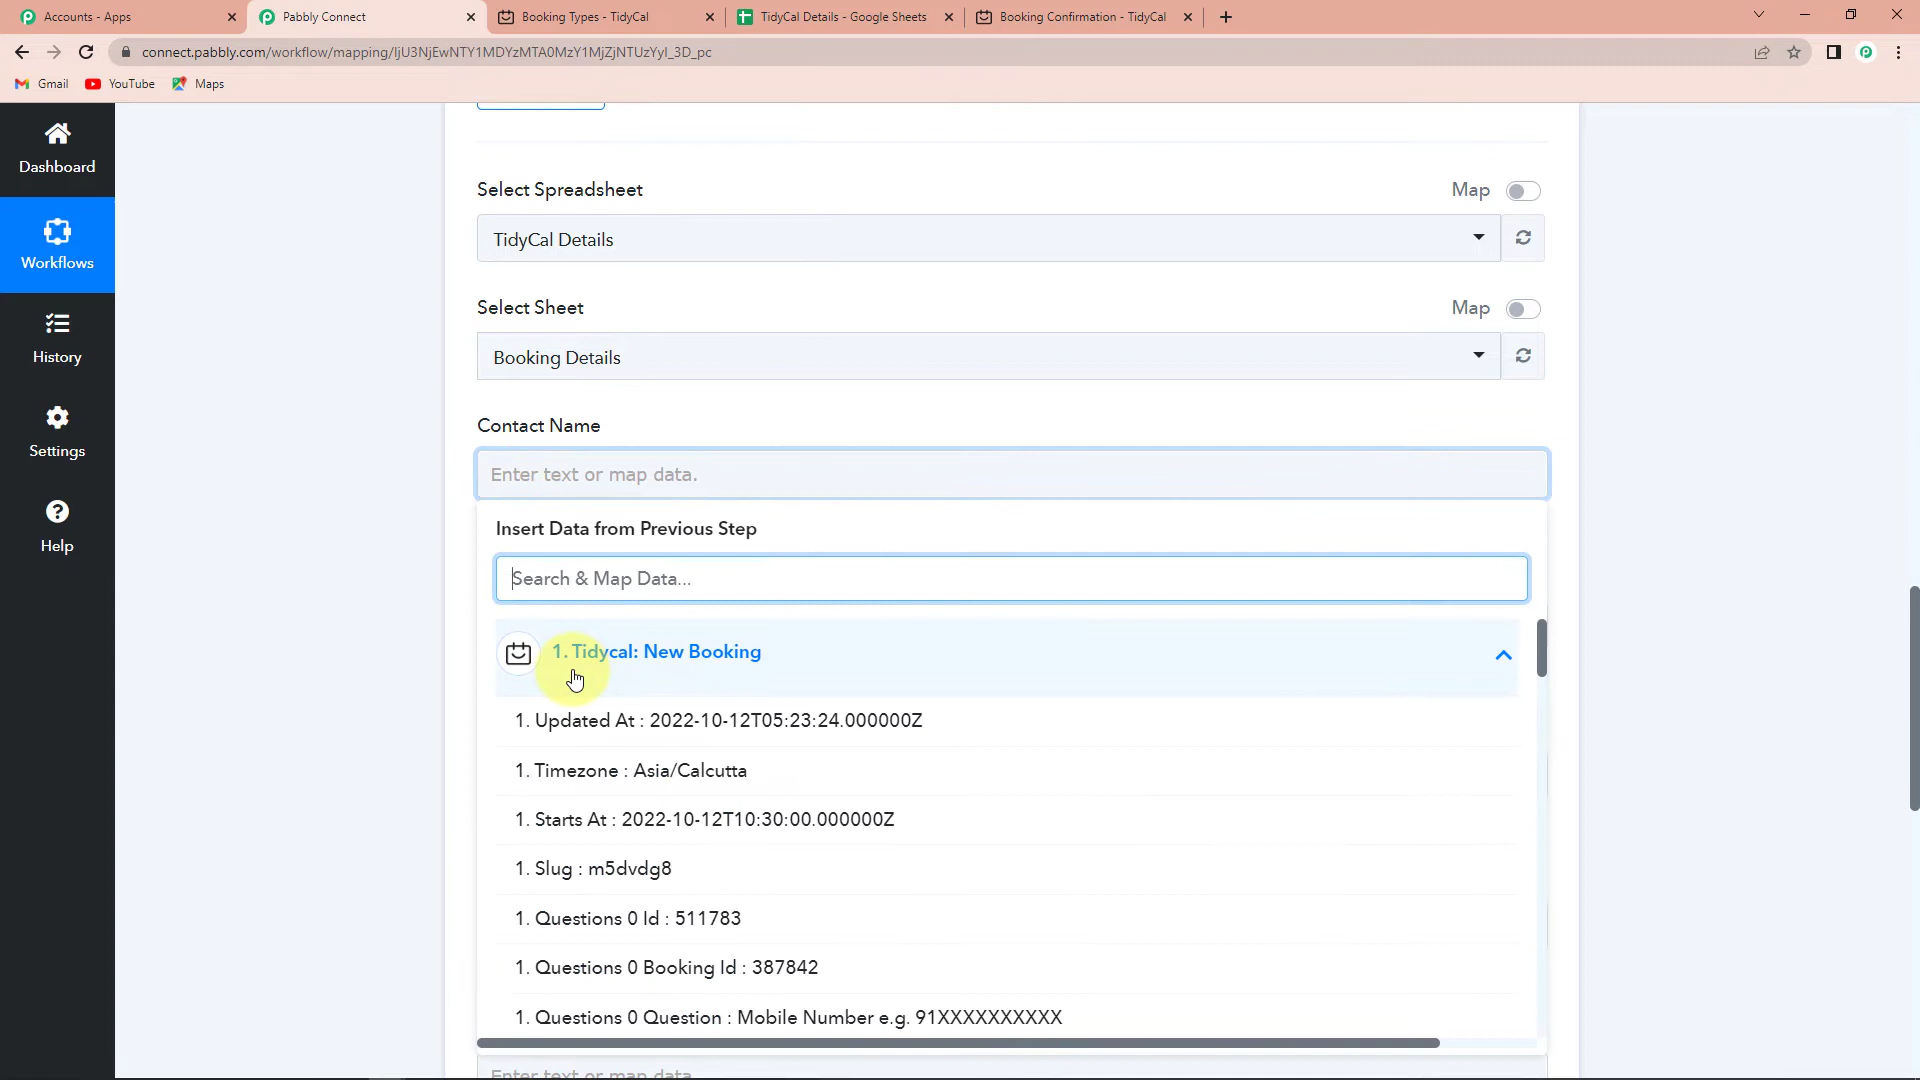 Accounts - Apps
Pabbly Connect
Booking Types - TidyCal
TidyCal Details - Google Sheets
Booking Confirmation - TidyCal
connect.pabbly.com/workflow/mapping/IjU3NjEwNTY1MDYzMTA0MzY1MjZjNTUzYyI_3D_pc
Gmail
YouTube
Maps
Dashboard
Workflows
History
Settings
Help
Select Spreadsheet
Map
TidyCal Details
Select Sheet
Map
Booking Details
Contact Name
Enter text or map data.
Insert Data from Previous Step
Search & Map Data...
1. Tidycal: New Booking
1. Updated At : 2022-10-12T05:23:24.000000Z
1. Timezone : Asia/Calcutta
1. Starts At : 2022-10-12T10:30:00.000000Z
1. Slug : m5dvdg8
1. Questions 0 Id : 511783
1. Questions 0 Booking Id : 387842
1. Questions 0 Question : Mobile Number e.g. 91XXXXXXXXXX
Enter text or map data.